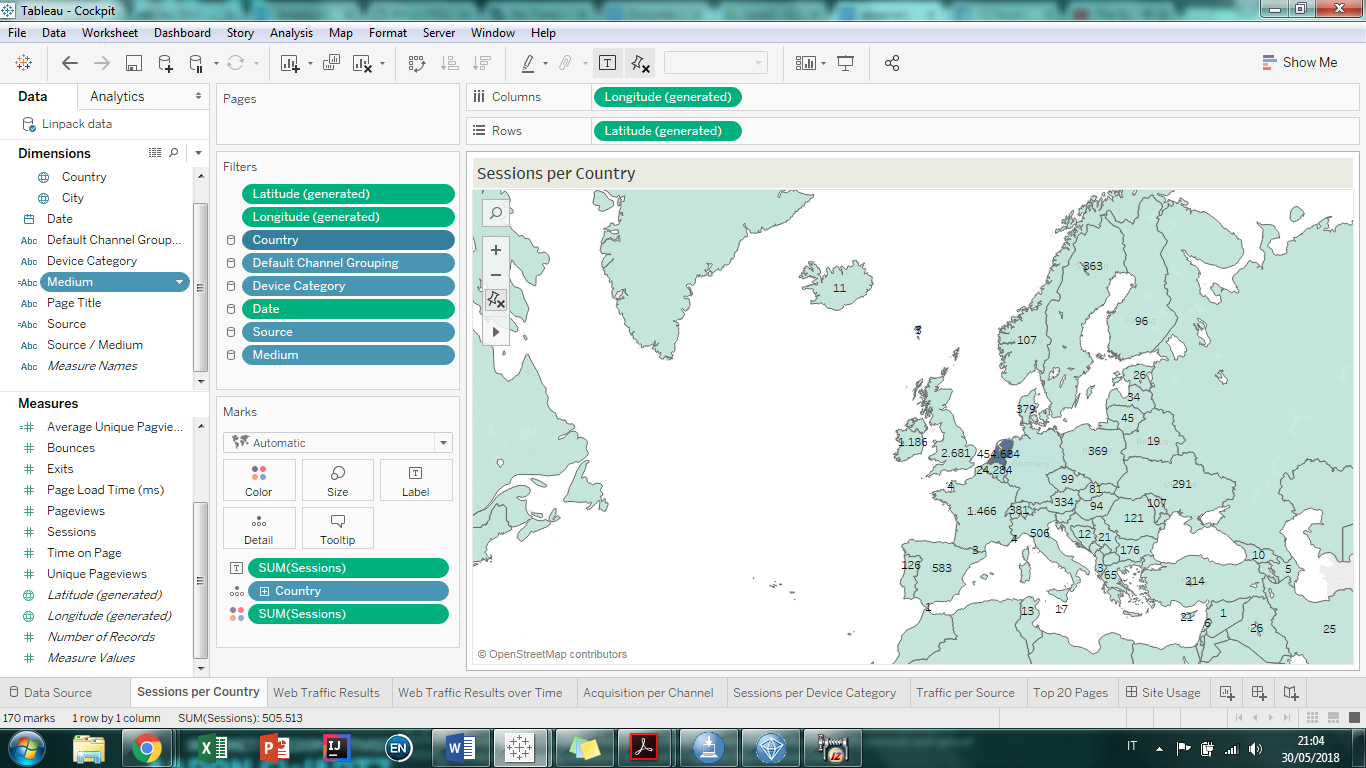 Tableau - Cockpit
File Data Worksheet Dashboard Story Analysis Map Format Server Window Help
Show Me
Data Analytics
Linpack data
Dimensions
Country
City
Date
Abc Default Channel Group...
Abc Device Category
=Abc Medium
Abc Page Title
=Abc Source
Abc Source / Medium
Abc Measure Names
Measures
Average Unique Pagvie...
Bounces
Exits
Page Load Time (ms)
Pageviews
Sessions
Time on Page
Unique Pageviews
Latitude (generated)
Longitude (generated)
Number of Records
Measure Values
Pages
Filters
Latitude (generated)
Longitude (generated)
Country
Default Channel Grouping
Device Category
Date
Source
Medium
Marks
Automatic
Color Size Label
Detail Tooltip
SUM(Sessions)
Country
SUM(Sessions)
Columns Longitude (generated)
Rows Latitude (generated)
Sessions per Country
363
11
96
3
107
26
34
379
45
1.186 19
2.681 454.684 369
24.284
4 99 81 291
334 94 107
1.466 381 121
506 12 21
4
3 176 10
126 583 3 65 5
214
1 13 17 21 6 1
26 25
© OpenStreetMap contributors
Data Source Sessions per Country Web Traffic Results Web Traffic Results over Time Acquisition per Channel Sessions per Device Category Traffic per Source Top 20 Pages Site Usage
170 marks 1 row by 1 column SUM(Sessions): 505.513
EN
IT
21:04
30/05/2018